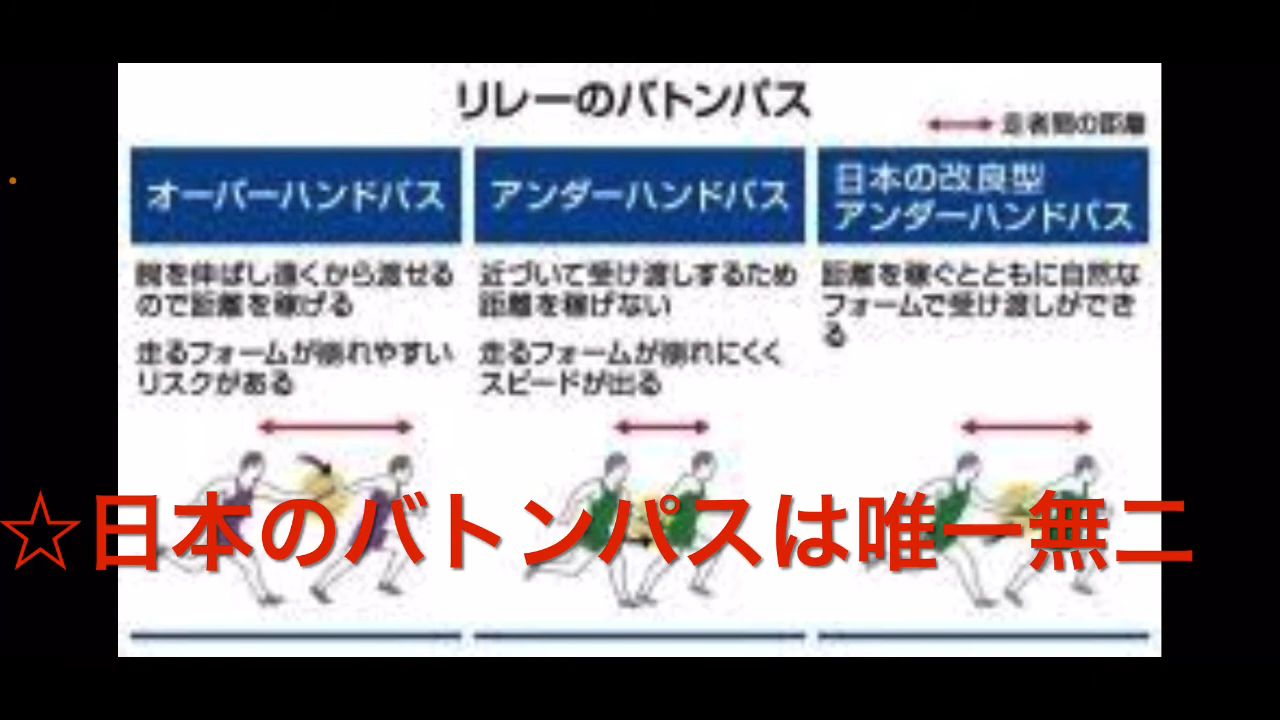 リレーのバトンパス
走者間の距離
オーバーハンドパス
腕を伸ばし遠くから渡せる
ので距離を稼げる
走るフォームが崩れやすい
リスクがある
アンダーハンドパス
近づいて受け渡しするため
距離を稼げない
走るフォームが崩れにくく
スピードが出る
日本の改良型
アンダーハンドパス
距離を稼ぐとともに自然な
フォームで受け渡しができ
る
☆日本のバトンパスは唯一無二